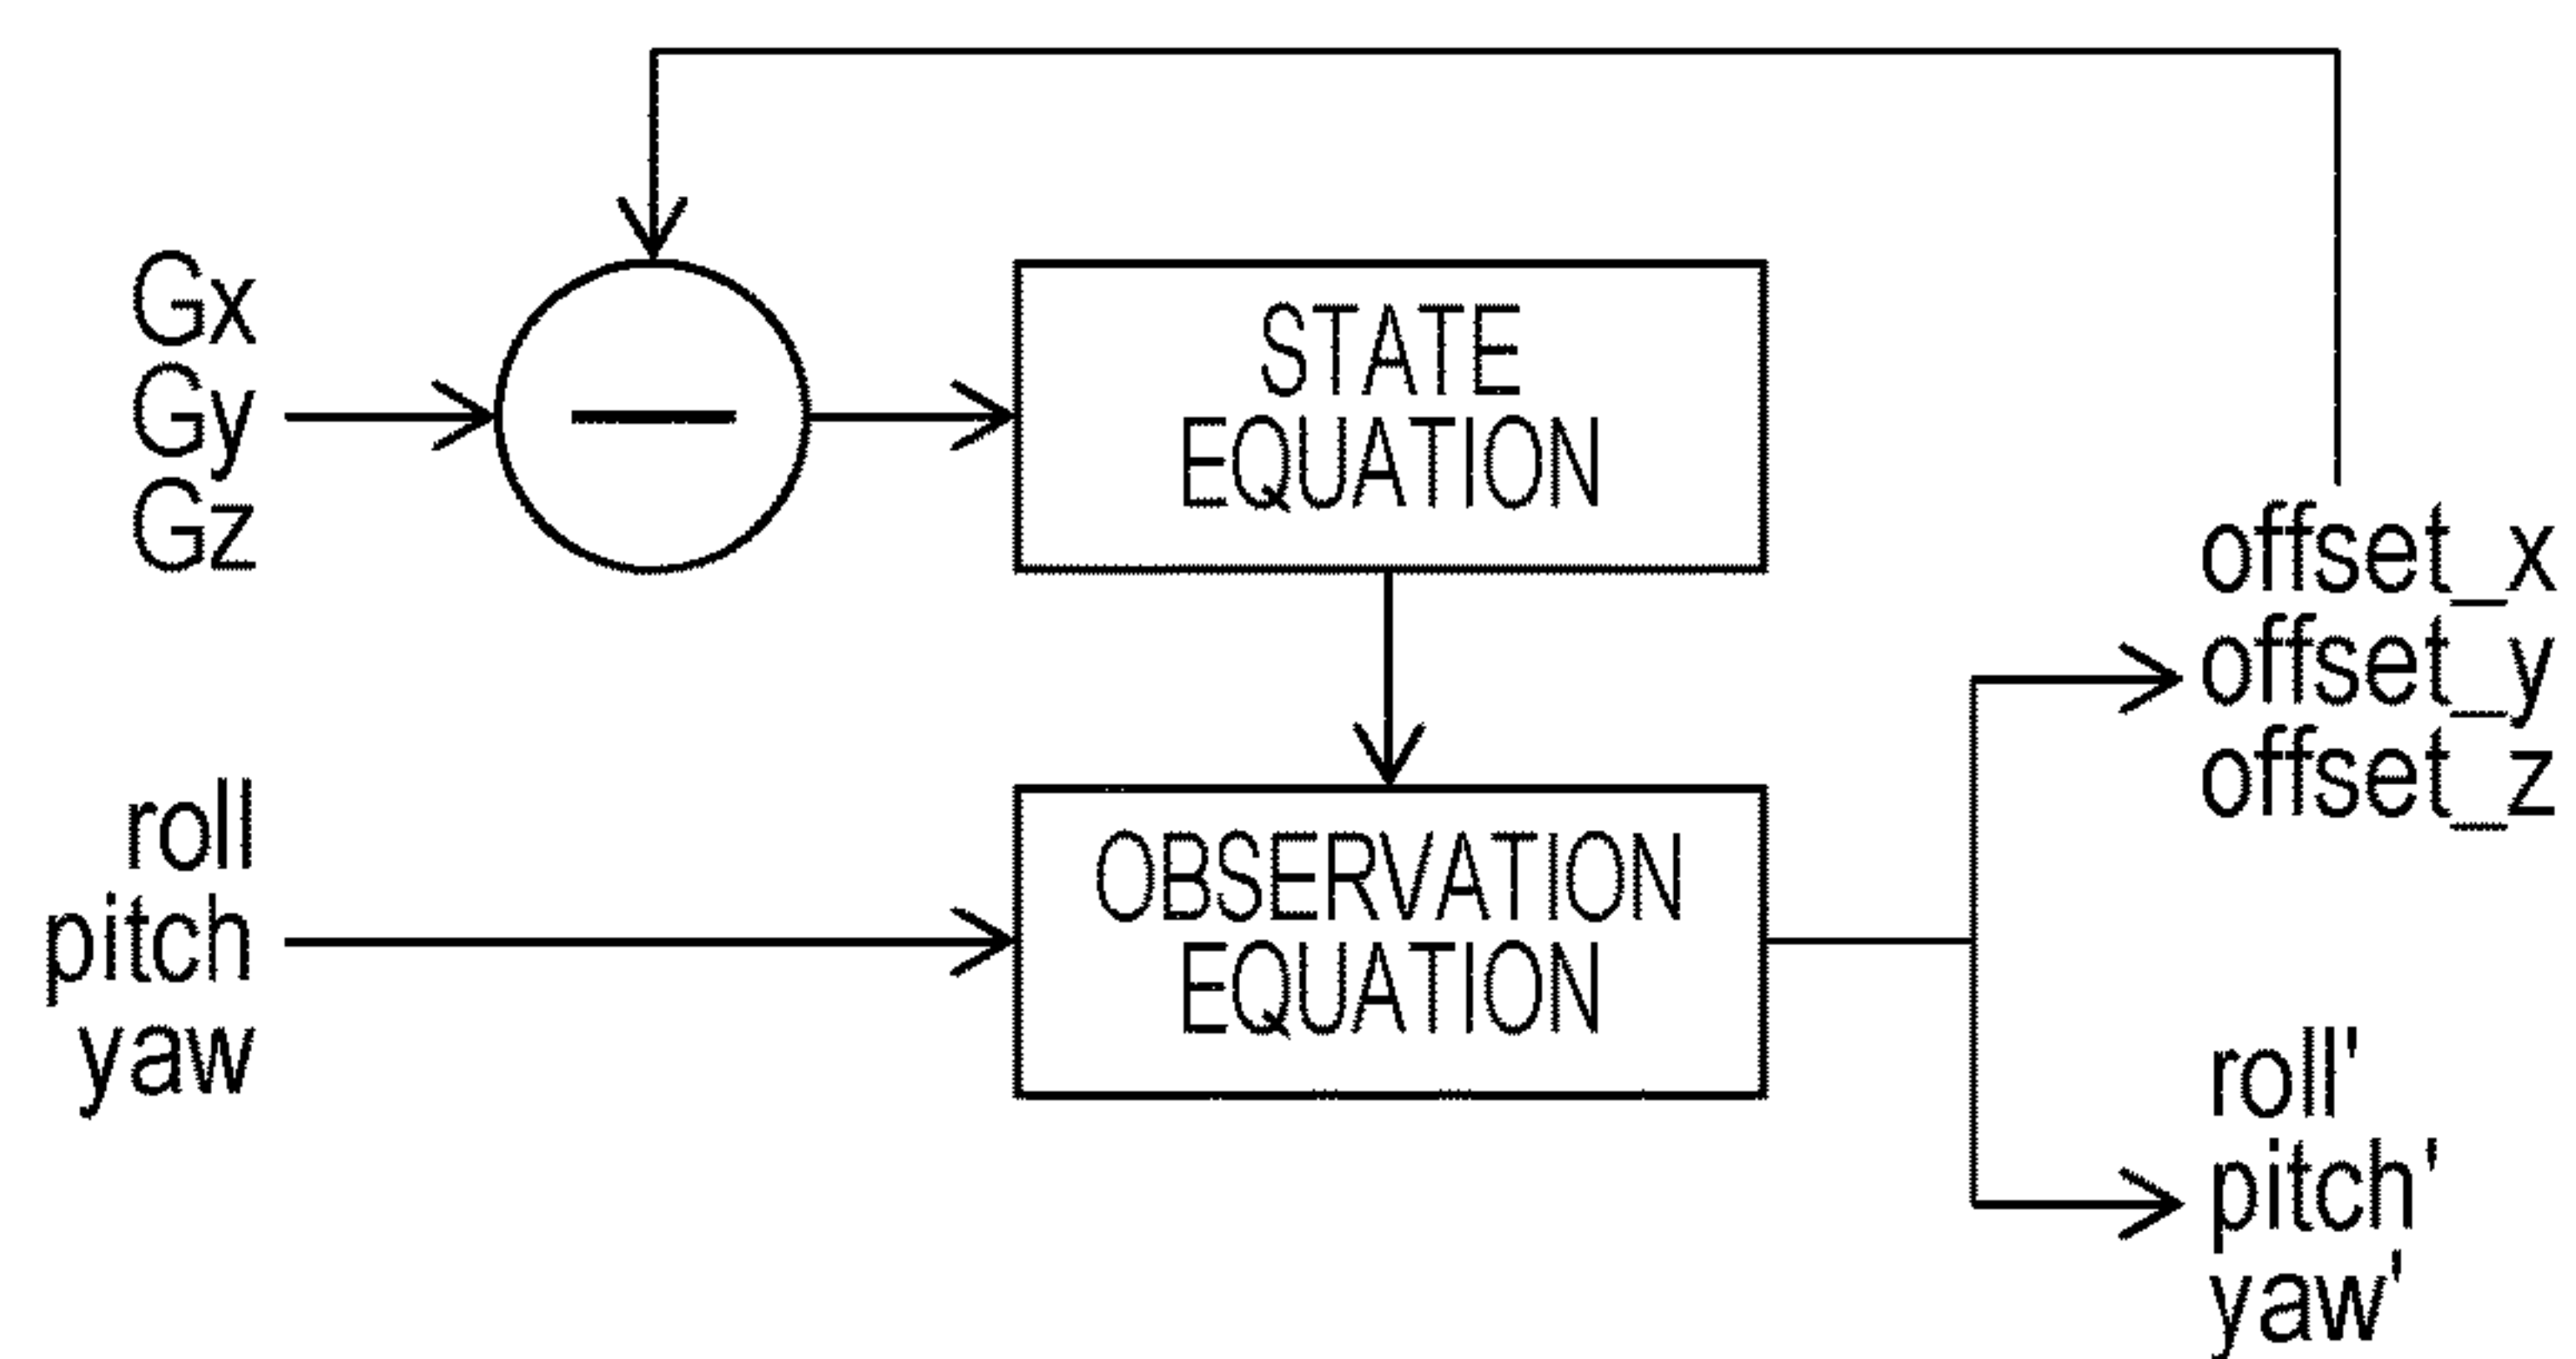 Gx
Gy
Gz
—
STATE
EQUATION
offset_x
offset_y
offset_z
roll
pitch
yaw
OBSERVATION
EQUATION
roll'
pitch'
yaw'